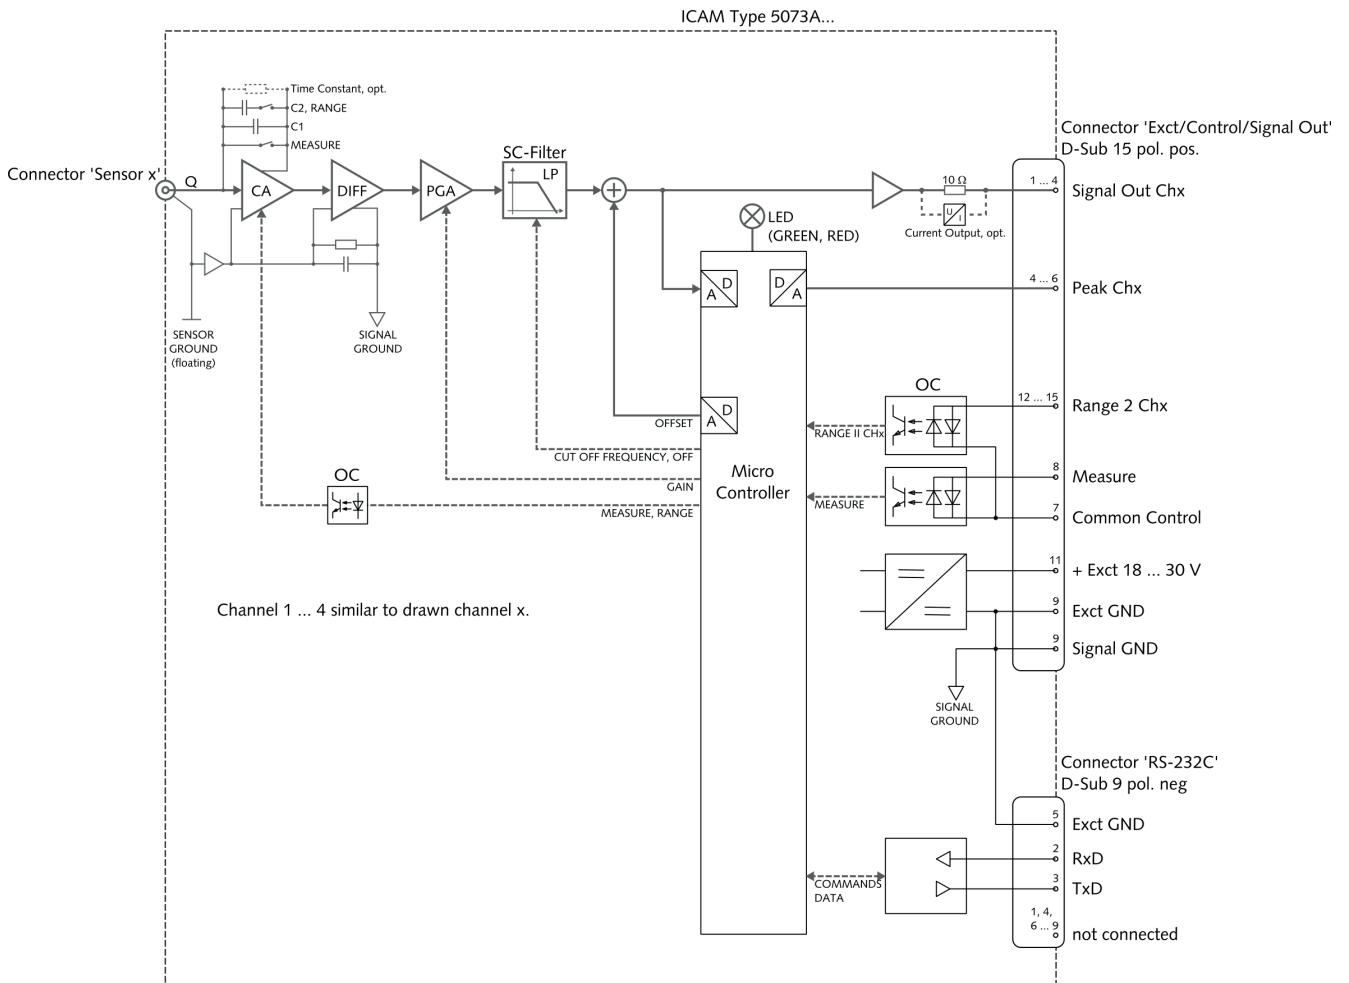 ICAM Type 5073A...
Time Constant, opt.
C2, RANGE
C1
MEASURE
Connector 'Exct/Control/Signal Out'
D-Sub 15 pol. pos.
Connector 'Sensor x'
Q
CA
DIFF
PGA
SC-Filter
LP
10 Ω
U
I
Current Output, opt.
1 ... 4
Signal Out Chx
LED
(GREEN, RED)
D
A
D
A
4 ... 6
Peak Chx
SENSOR
GROUND
(floating)
SIGNAL
GROUND
OC
12 ... 15
Range 2 Chx
D
A
OFFSET
RANGE II CHx
CUT OFF FREQUENCY, OFF
GAIN
OC
MEASURE, RANGE
Micro
Controller
MEASURE
8
Measure
7
Common Control
11
+ Exct 18 ... 30 V
9
Exct GND
9
Signal GND
Channel 1 ... 4 similar to drawn channel x.
SIGNAL
GROUND
Connector 'RS-232C'
D-Sub 9 pol. neg
5
Exct GND
2
RxD
3
TxD
COMMANDS
DATA
1, 4,
6 ... 9
not connected